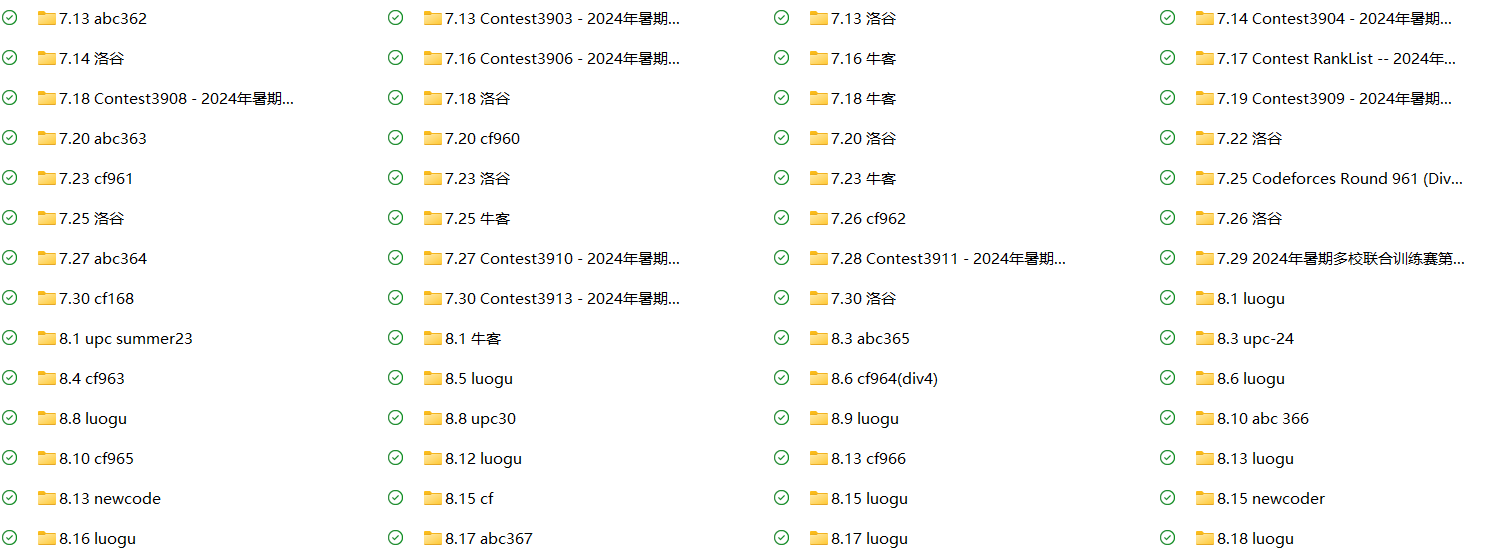 7.13 abc362
7.13 Contest3903 - 2024年暑期...
7.13 洛谷
7.14 Contest3904 - 2024年暑期...
7.14 洛谷
7.16 Contest3906 - 2024年暑期...
7.16 牛客
7.17 Contest RankList -- 2024年...
7.18 Contest3908 - 2024年暑期...
7.18 洛谷
7.18 牛客
7.19 Contest3909 - 2024年暑期...
7.20 abc363
7.20 cf960
7.20 洛谷
7.22 洛谷
7.23 cf961
7.23 洛谷
7.23 牛客
7.25 Codeforces Round 961 (Div...
7.25 洛谷
7.25 牛客
7.26 cf962
7.26 洛谷
7.27 abc364
7.27 Contest3910 - 2024年暑期...
7.28 Contest3911 - 2024年暑期...
7.29 2024年暑期多校联合训练赛第...
7.30 cf168
7.30 Contest3913 - 2024年暑期...
7.30 洛谷
8.1 luogu
8.1 upc summer23
8.1 牛客
8.3 abc365
8.3 upc-24
8.4 cf963
8.5 luogu
8.6 cf964(div4)
8.6 luogu
8.8 luogu
8.8 upc30
8.9 luogu
8.10 abc 366
8.10 cf965
8.12 luogu
8.13 cf966
8.13 luogu
8.13 newcode
8.15 cf
8.15 luogu
8.15 newcoder
8.16 luogu
8.17 abc367
8.17 luogu
8.18 luogu